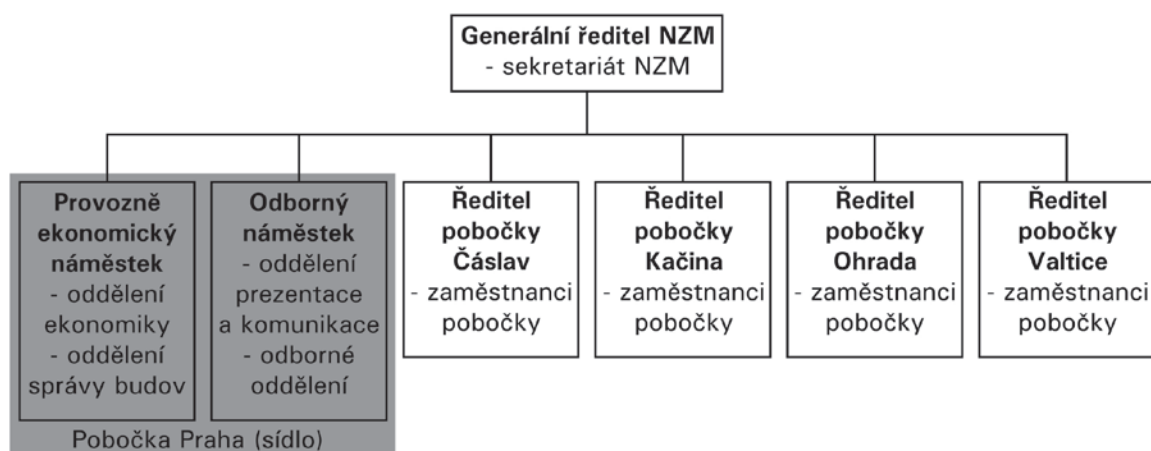 Generální ředitel NZM
- sekretariát NZM
Provozně
ekonomický
náměstek
- oddělení
ekonomiky
- oddělení
správy budov
Odborný
náměstek
- oddělení
prezentace
a komunikace
- odborné
oddělení
Ředitel
pobočky
Čáslav
- zaměstnanci
pobočky
Ředitel
pobočky
Kačina
- zaměstnanci
pobočky
Ředitel
pobočky
Ohrada
- zaměstnanci
pobočky
Ředitel
pobočky
Valtice
- zaměstnanci
pobočky
Pobočka Praha (sídlo)